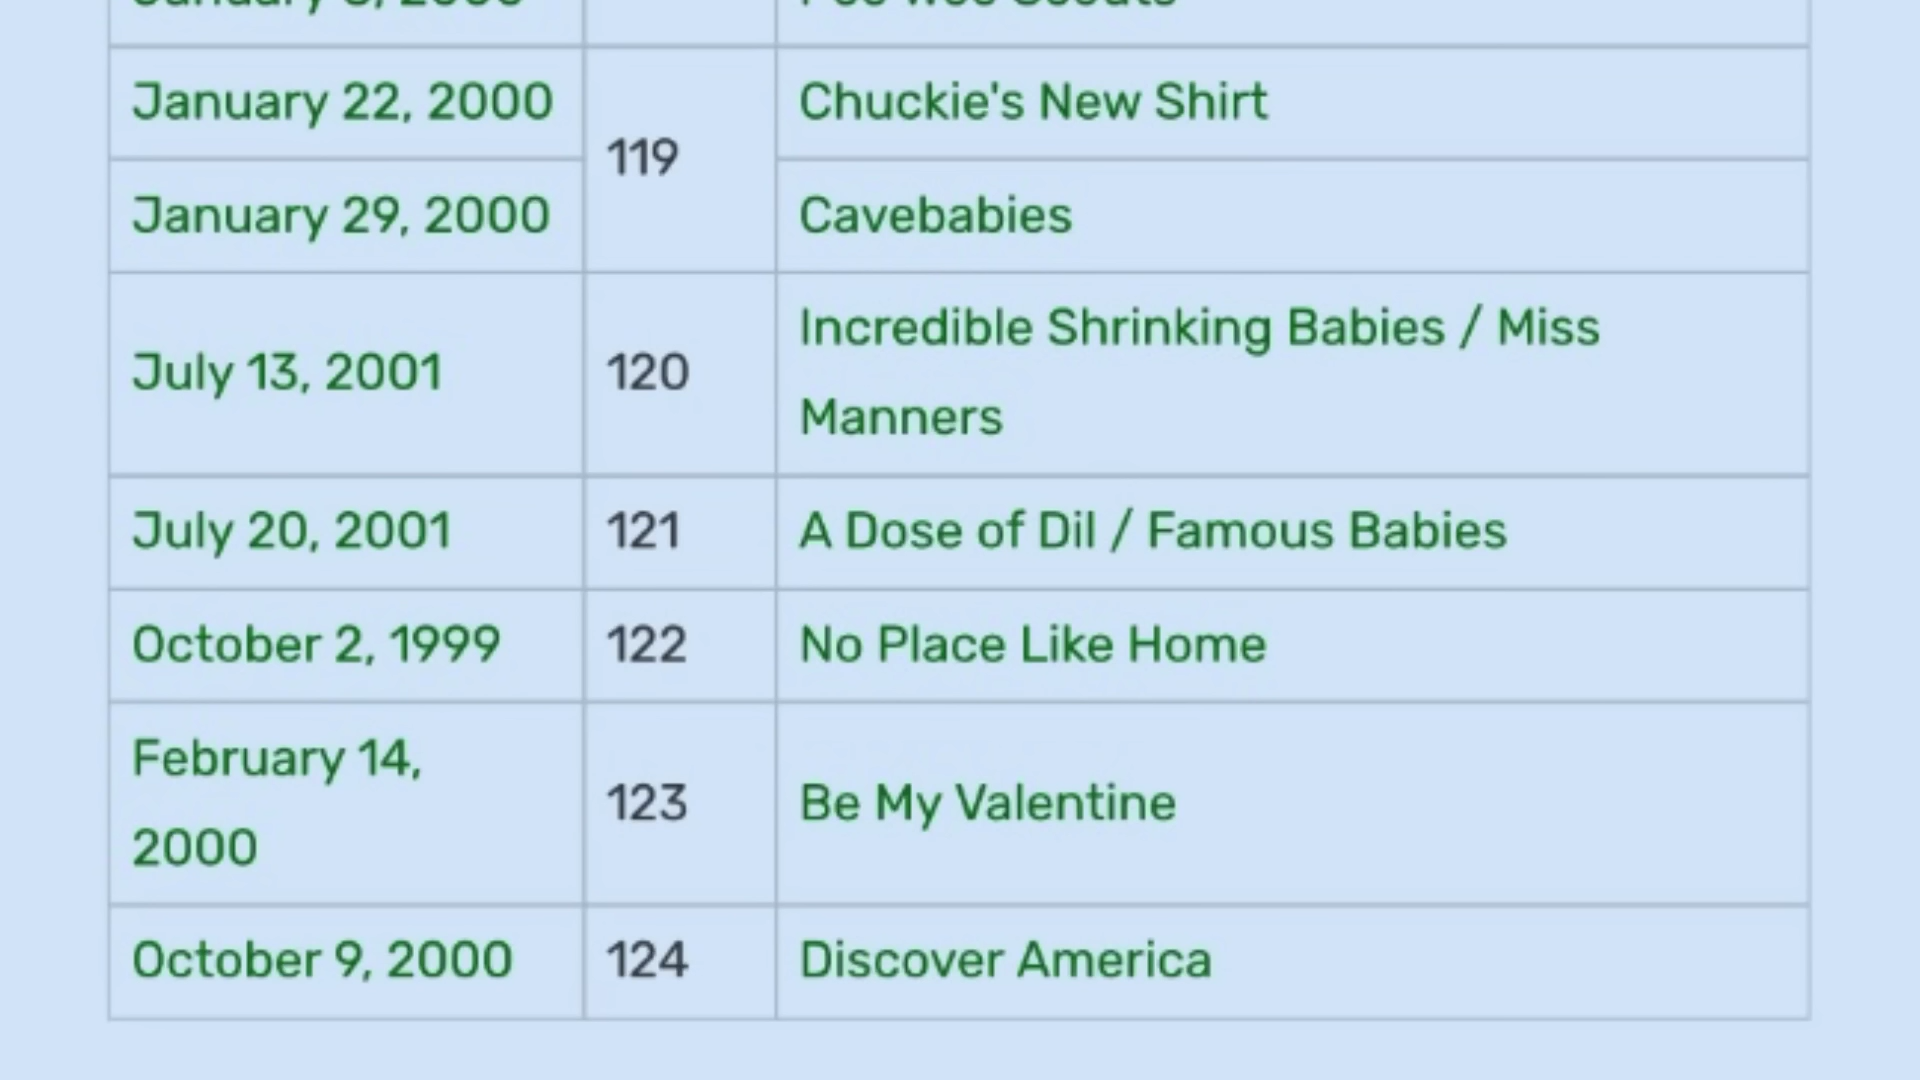 January 22, 2000
119
Chuckie's New Shirt
January 29, 2000
Cavebabies
July 13, 2001
120
Incredible Shrinking Babies / Miss
Manners
July 20, 2001
121
A Dose of Dil / Famous Babies
October 2, 1999
122
No Place Like Home
February 14,
2000
123
Be My Valentine
October 9, 2000
124
Discover America